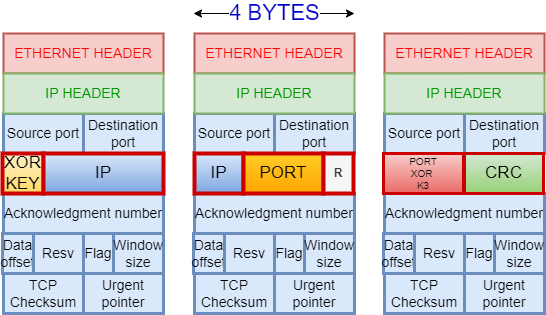 4 BYTES
ETHERNET HEADER
IP HEADER
Source port
Destination
port
XOR
KEY
IP
Acknowledgment number
Data
offset
Resv
Flag
Window
size
TCP
Checksum
Urgent
pointer
ETHERNET HEADER
IP HEADER
Source port
Destination
port
IP
PORT
R
Acknowledgment number
Data
offset
Resv
Flag
Window
size
TCP
Checksum
Urgent
pointer
ETHERNET HEADER
IP HEADER
Source port
Destination
port
PORT
XOR
K3
CRC
Acknowledgment number
Data
offset
Resv
Flag
Window
size
TCP
Checksum
Urgent
pointer